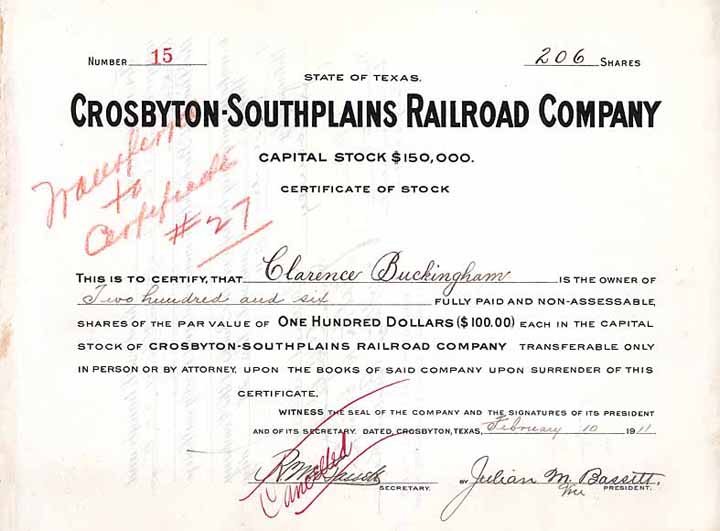 NUMBER 15
206 SHARES
STATE OF TEXAS.
CROSBYTON-SOUTHPLAINS RAILROAD COMPANY
CAPITAL STOCK $150,000.
CERTIFICATE OF STOCK
Transferred
to
Certificate
#27
THIS IS TO CERTIFY, THAT Clarence Buckingham IS THE OWNER OF
Two hundred and six FULLY PAID AND NON-ASSESSABLE
SHARES OF THE PAR VALUE OF ONE HUNDRED DOLLARS ($100.00) EACH IN THE CAPITAL
STOCK OF CROSBYTON-SOUTHPLAINS RAILROAD COMPANY TRANSFERABLE ONLY
IN PERSON OR BY ATTORNEY, UPON THE BOOKS OF SAID COMPANY UPON SURRENDER OF THIS
CERTIFICATE.
WITNESS THE SEAL OF THE COMPANY AND THE SIGNATURES OF ITS PRESIDENT
AND OF ITS SECRETARY. DATED, CROSBYTON, TEXAS, February 10 1911
Cancelled
SECRETARY.
BY Julian M. Bassett.
PRESIDENT.